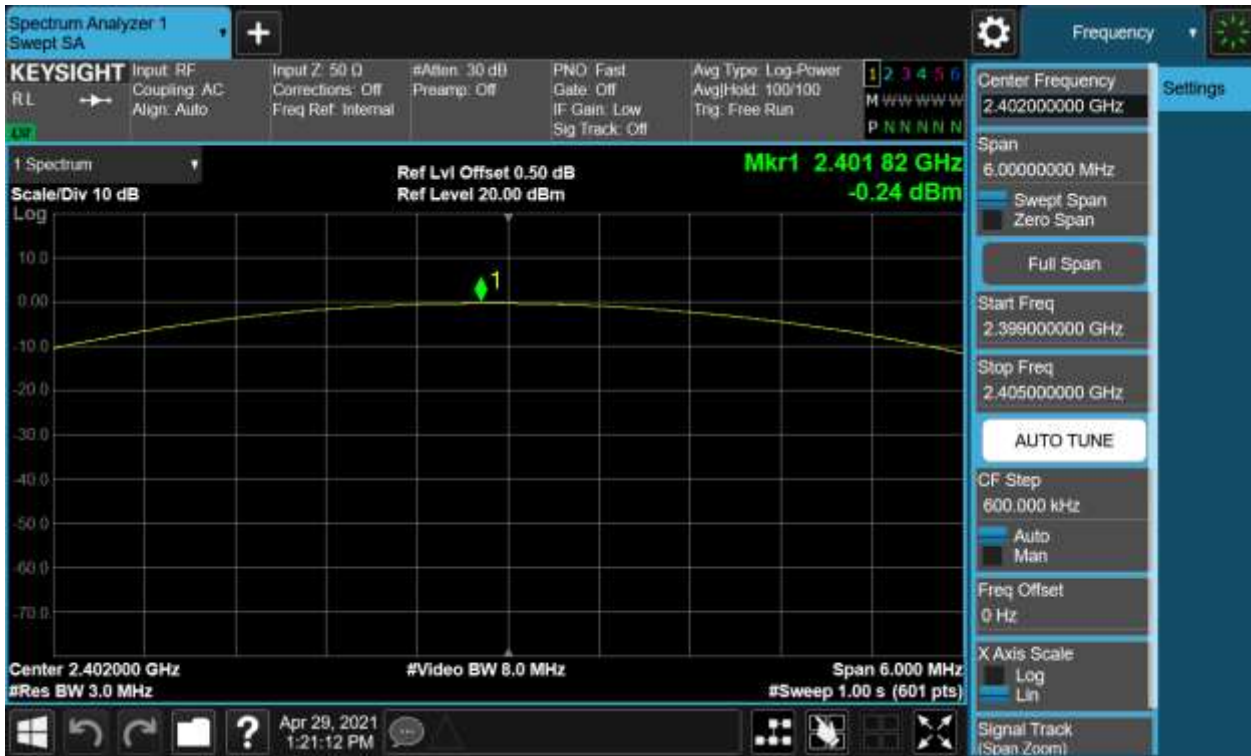 Spectrum Analyzer 1
Swept SA
+
Frequency
KEYSIGHT
RL
Input: RF
Coupling: AC
Align: Auto
Input Z: 50 Ω
Corrections: Off
Freq Ref: Internal
#Atten: 30 dB
Preamp: Off
PNO: Fast
Gate: Off
IF Gain: Low
Sig Track: Off
Avg Type: Log-Power
Avg|Hold: 100/100
Trig: Free Run
1 2 3 4 5 6
M W W W W W
P N N N N N
1 Spectrum
Scale/Div 10 dB
Log
Ref Lvl Offset 0.50 dB
Ref Level 20.00 dBm
Mkr1 2.401 82 GHz
-0.24 dBm
10.0
0.00
-10.0
-20.0
-30.0
-40.0
-50.0
-60.0
-70.0
1
Center 2.402000 GHz
#Res BW 3.0 MHz
#Video BW 8.0 MHz
Span 6.000 MHz
#Sweep 1.00 s (601 pts)
?
Apr 29, 2021
1:21:12 PM
Center Frequency
2.402000000 GHz
Span
6.00000000 MHz
Swept Span
Zero Span
Full Span
Start Freq
2.399000000 GHz
Stop Freq
2.405000000 GHz
AUTO TUNE
CF Step
600.000 kHz
Auto
Man
Freq Offset
0 Hz
X Axis Scale
Log
Lin
Signal Track
(Span Zoom)
Settings